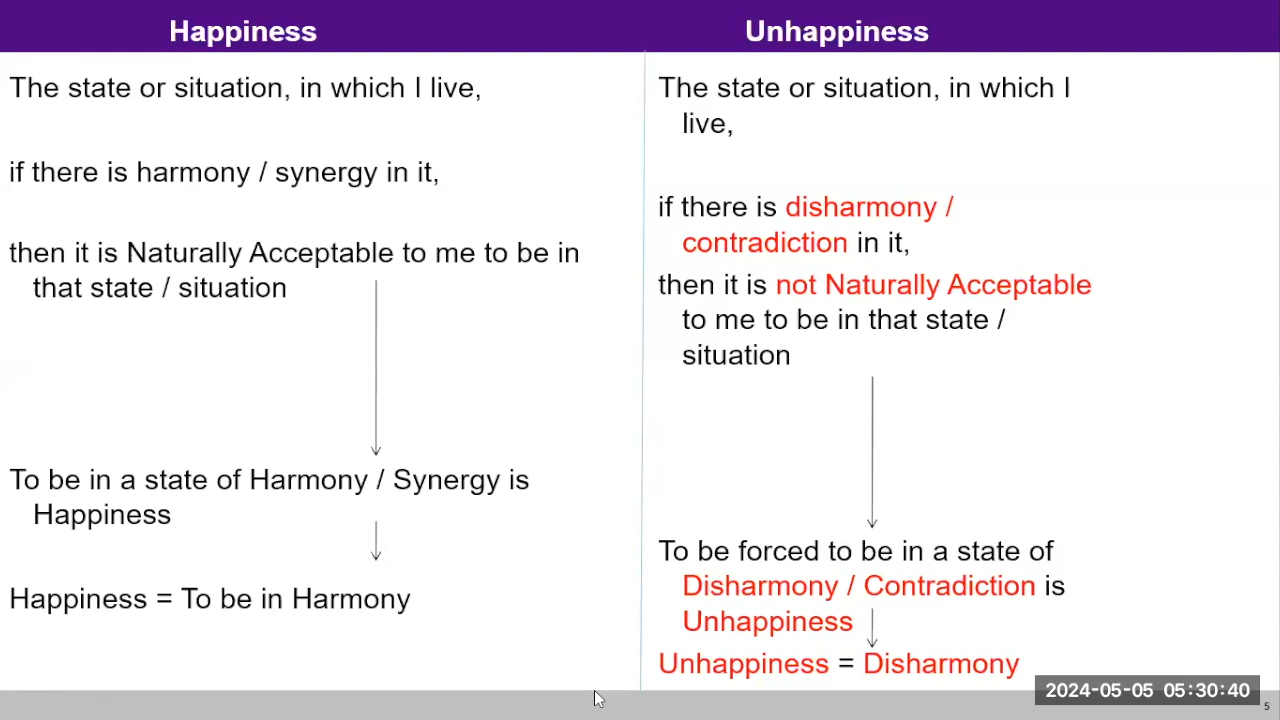 Happiness
The state or situation, in which I live,
if there is harmony / synergy in it,
then it is Naturally Acceptable to me to be in
that state / situation
To be in a state of Harmony / Synergy is
Happiness
Happiness = To be in Harmony
Unhappiness
The state or situation, in which I
live,
if there is disharmony /
contradiction in it,
then it is not Naturally Acceptable
to me to be in that state /
situation
To be forced to be in a state of
Disharmony / Contradiction is
Unhappiness
Unhappiness = Disharmony
2024-05-05 05:30:40
5